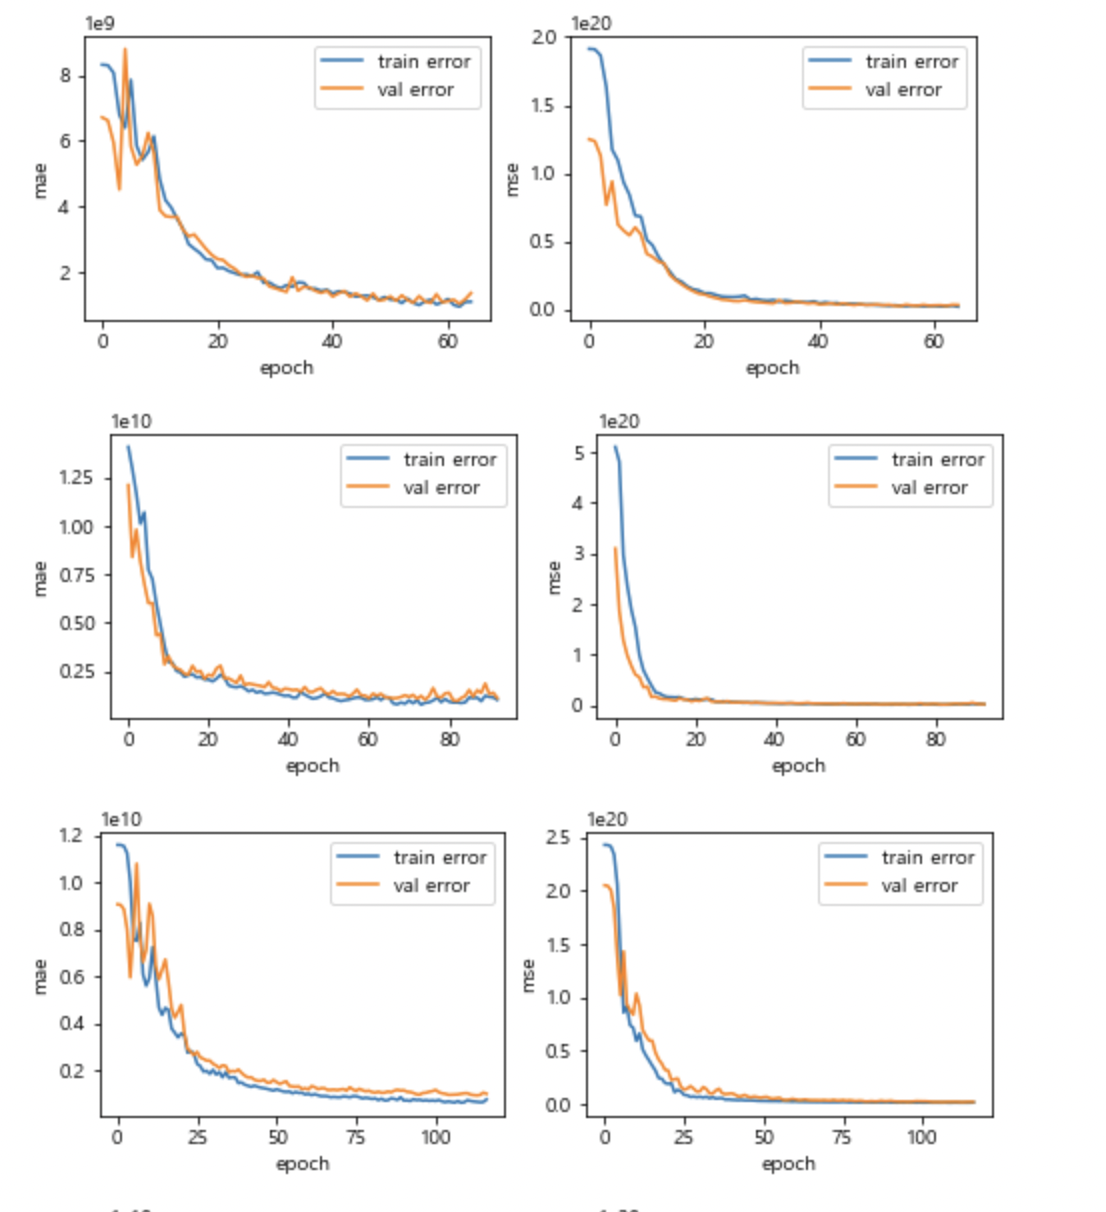 1e9
train error
val error
8
6
4
2
mae
0
20
40
60
epoch
1e20
train error
val error
2.0
1.5
1.0
0.5
0.0
mse
0
20
40
60
epoch
1e10
train error
val error
1.25
1.00
0.75
0.50
0.25
mae
0
20
40
60
80
epoch
1e20
train error
val error
5
4
3
2
1
0
mse
0
20
40
60
80
epoch
1e10
train error
val error
1.2
1.0
0.8
0.6
0.4
0.2
mae
0
25
50
75
100
epoch
1e20
train error
val error
2.5
2.0
1.5
1.0
0.5
0.0
mse
0
25
50
75
100
epoch